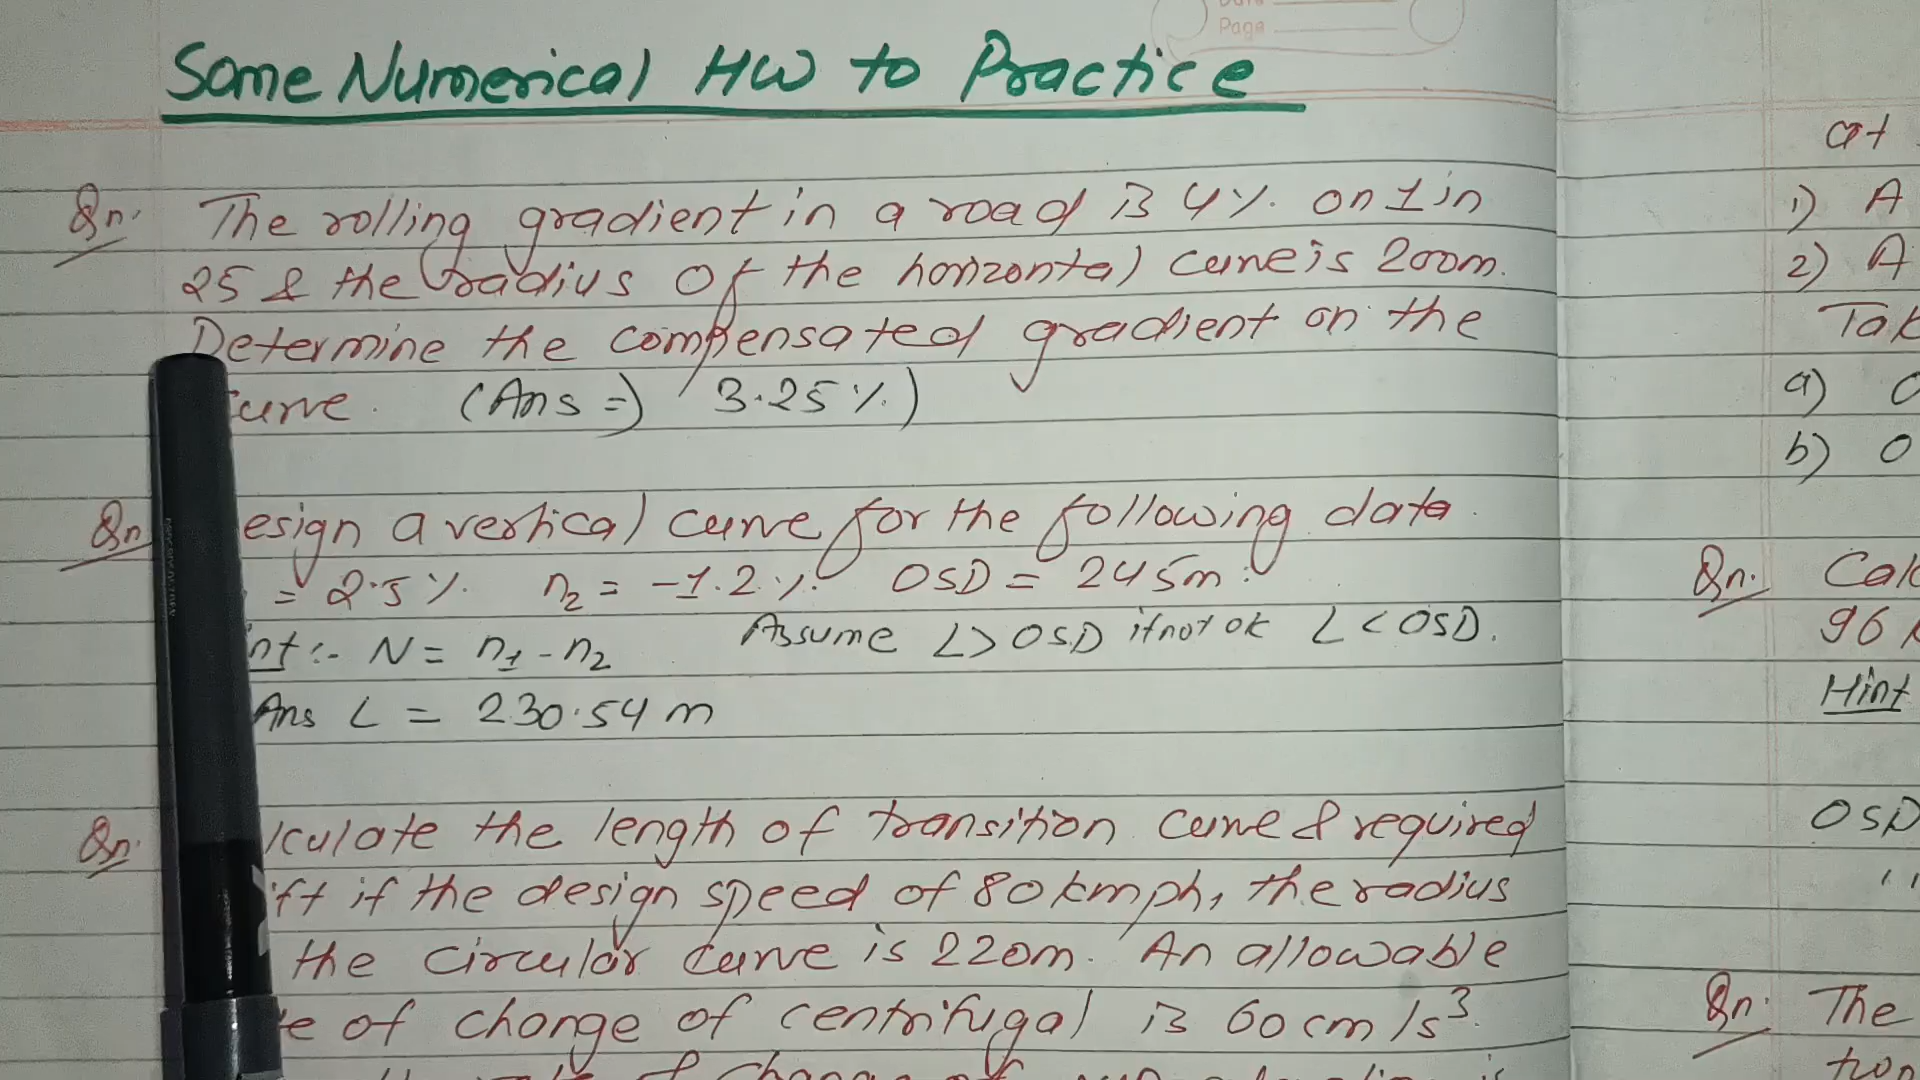 Page
Some Numerical HW to Practice
Qn. The rolling gradient in a road is 4%. on 1 in
25 & the radius of the horizontal curve is 200m.
Determine the compensated gradient on the
curve. (Ans => 3.25%)
Qn esign a vertical curve for the following data.
= 2.5%. n2 = -1.2%. OSD = 245m.
nt :- N = n1 - n2 Assume L > OSD if not ok L < OSD.
Ans L = 230.54 m
Qn. lculate the length of transition curve & required
ift if the design speed of 80 kmph, the radius
the circular curve is 220m. An allowable
e of change of centrifugal is 60 cm/s³.
at
1) A
2) A
Tak
a) O
b) O
Qn. Calc
96 k
Hint
OSD
Qn. The
tion